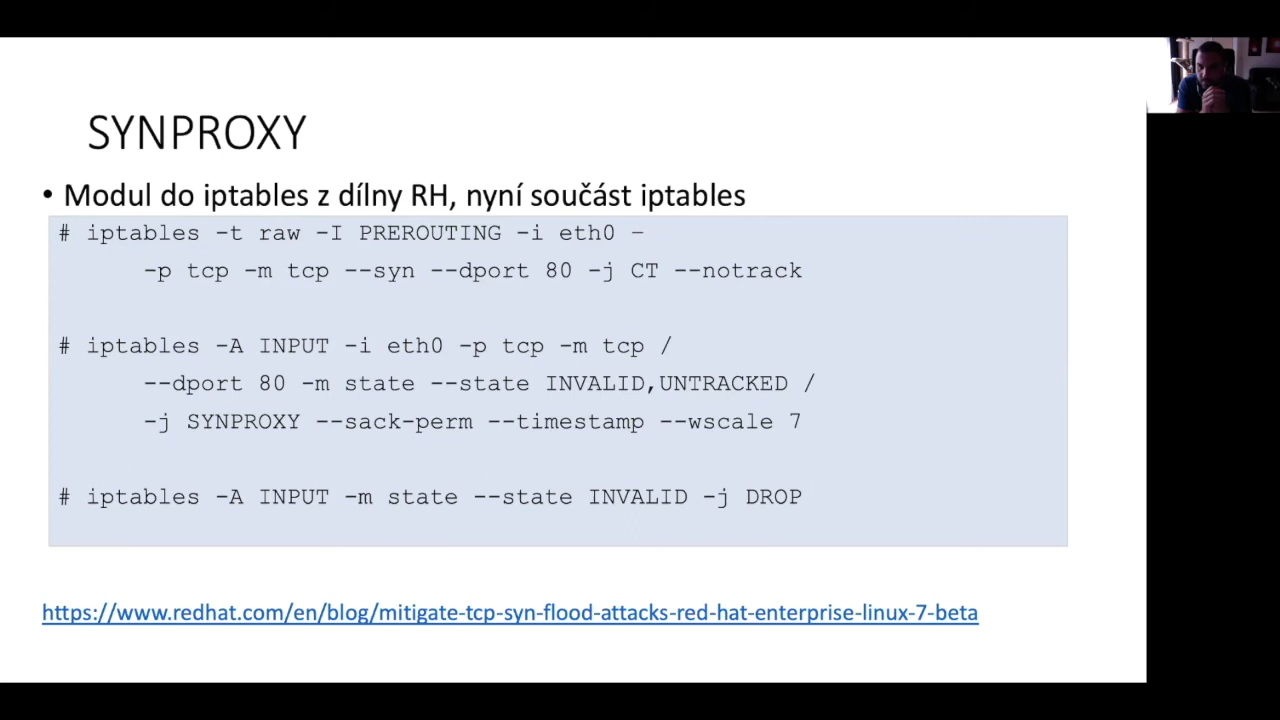 SYNPROXY
• Modul do iptables z dílny RH, nyní součást iptables
# iptables -t raw -I PREROUTING -i eth0 –
-p tcp -m tcp --syn --dport 80 -j CT --notrack
# iptables -A INPUT -i eth0 -p tcp -m tcp /
--dport 80 -m state --state INVALID,UNTRACKED /
-j SYNPROXY --sack-perm --timestamp --wscale 7
# iptables -A INPUT -m state --state INVALID -j DROP
https://www.redhat.com/en/blog/mitigate-tcp-syn-flood-attacks-red-hat-enterprise-linux-7-beta